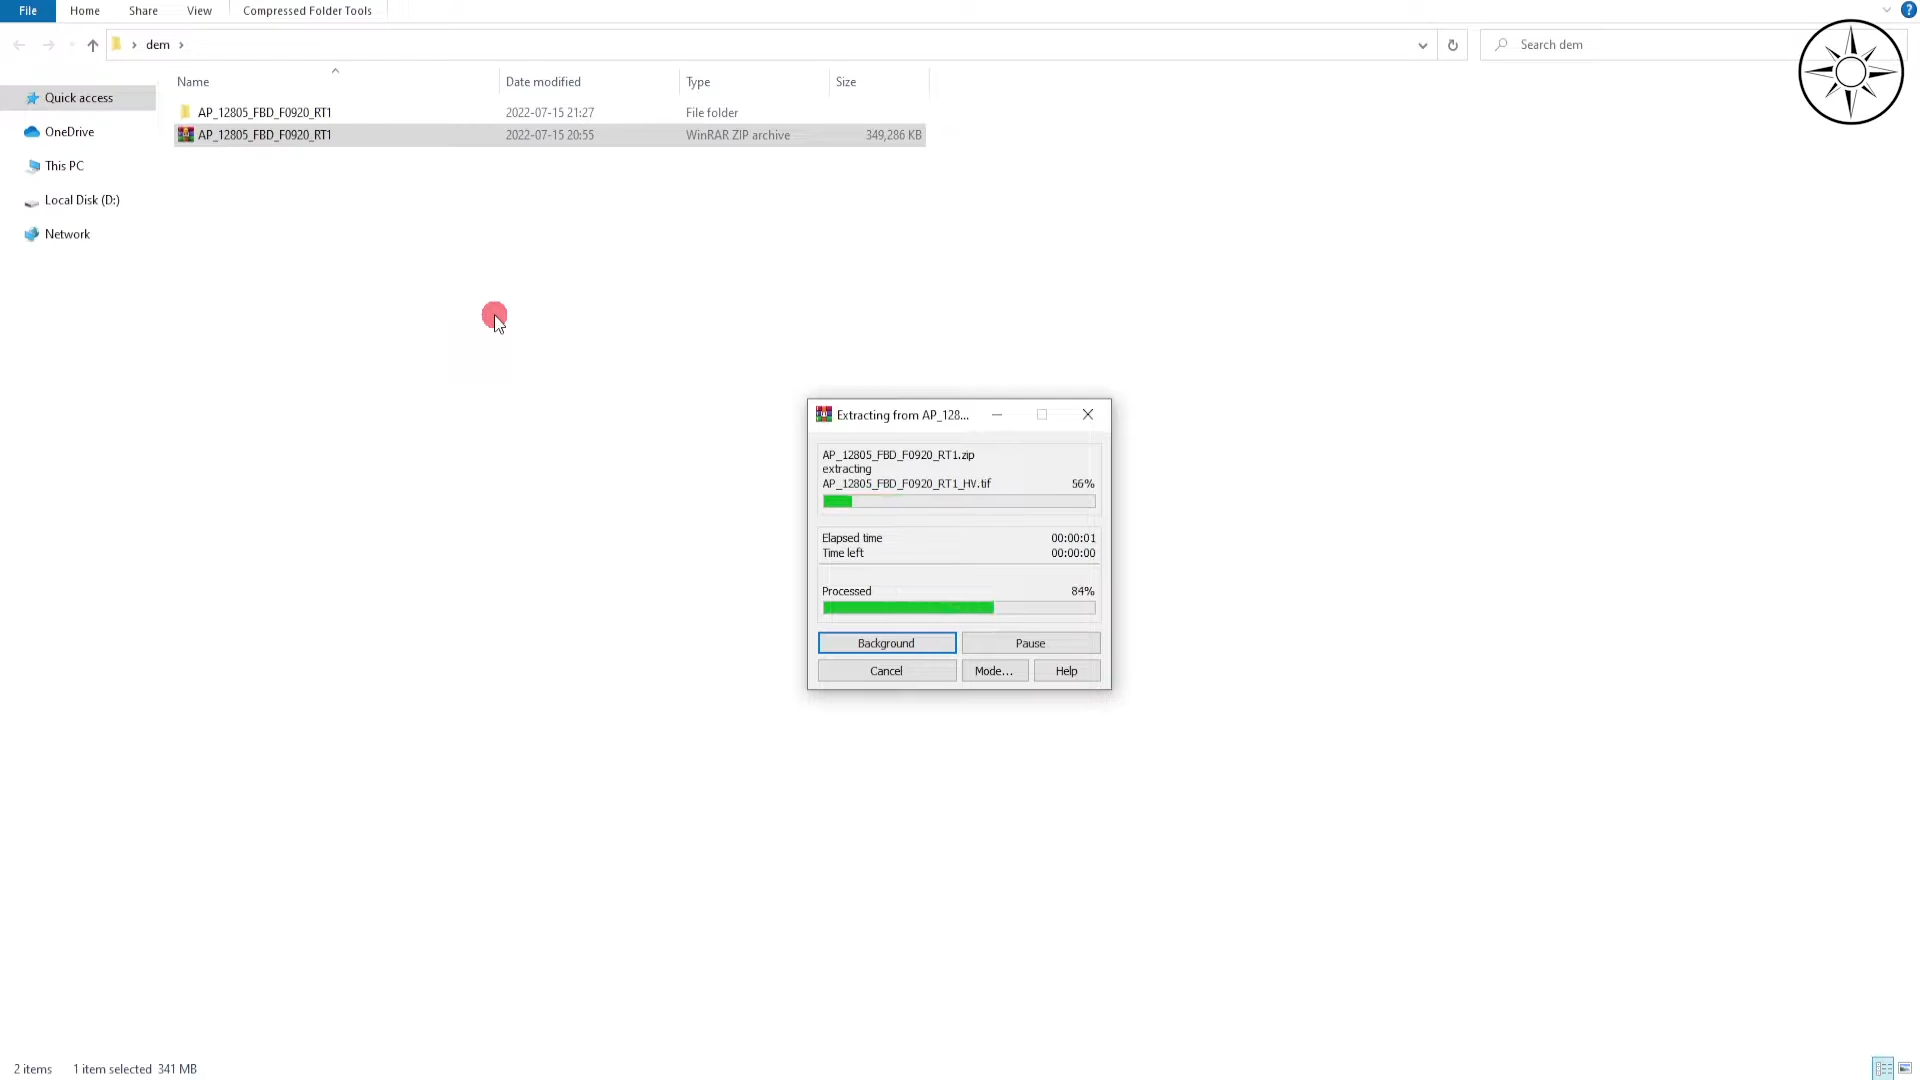 File Home Share View Compressed Folder Tools
?
dem
Search dem
Name Date modified Type Size
Quick access
AP_12805_FBD_F0920_RT1 2022-07-15 21:27 File folder
OneDrive
AP_12805_FBD_F0920_RT1 2022-07-15 20:55 WinRAR ZIP archive 349,286 KB
This PC
Local Disk (D:)
Network
Extracting from AP_128...
AP_12805_FBD_F0920_RT1.zip
extracting
AP_12805_FBD_F0920_RT1_HV.tif 56%
Elapsed time 00:00:01
Time left 00:00:00
Processed 84%
Background Pause
Cancel Mode... Help
2 items 1 item selected 341 MB